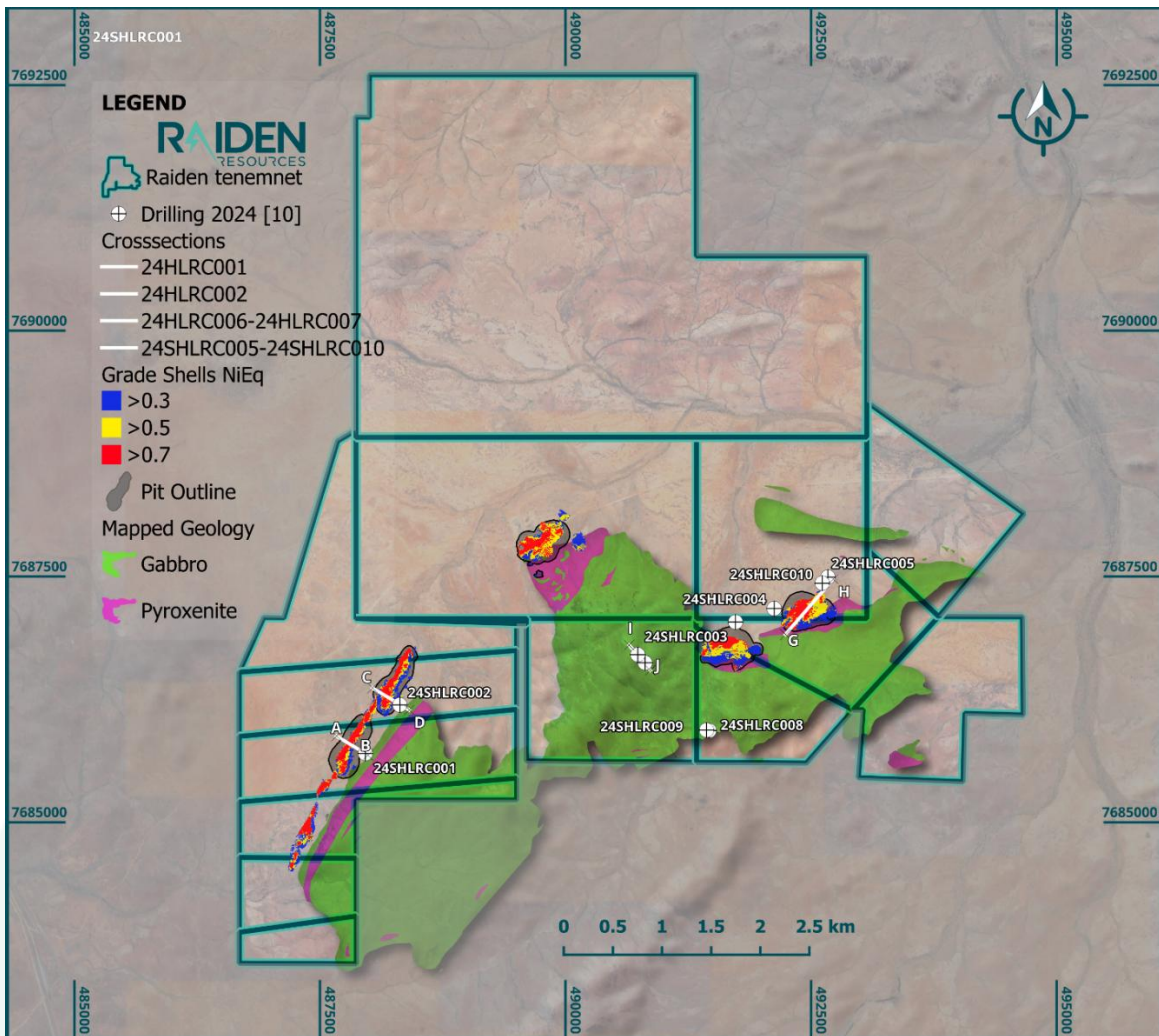 485000
487500
490000
492500
495000
24SHLRC001
7692500
7692500
LEGEND
RAIDEN
RESOURCES
N
Raiden tenemnet
Drilling 2024 [10]
Crosssections
24HLRC001
24HLRC002
24HLRC006-24HLRC007
7690000
7690000
24SHLRC005-24SHLRC010
Grade Shells NiEq
>0.3
>0.5
>0.7
Pit Outline
Mapped Geology
Gabbro
Pyroxenite
7687500
7687500
24SHLRC010
24SHLRC005
H
24SHLRC004
G
I
24SHLRC003
J
C
24SHLRC002
D
A
B
24SHLRC001
24SHLRC009
24SHLRC008
7685000
7685000
0 0.5 1 1.5 2 2.5 km
485000
487500
490000
492500
495000